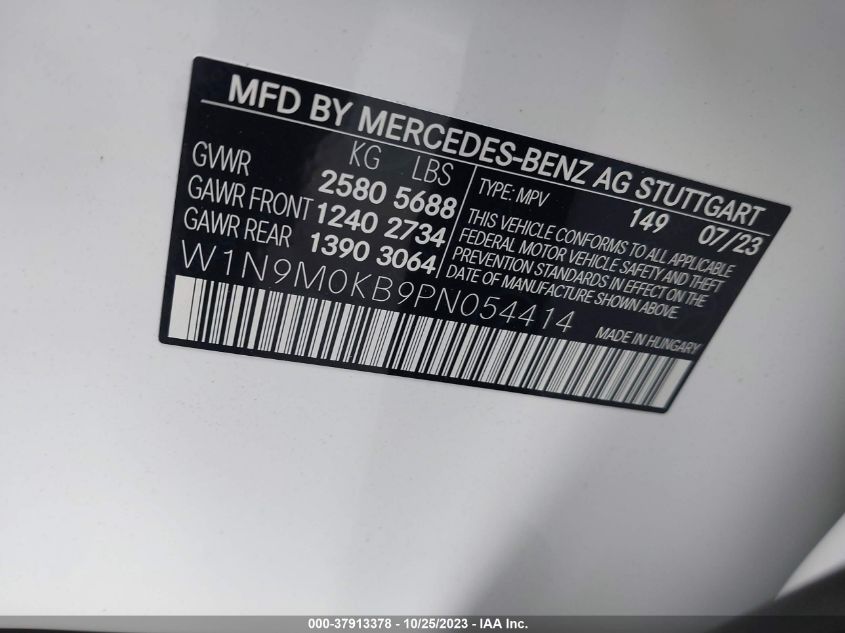 MFD BY MERCEDES-BENZ AG STUTTGART
KG LBS
GVWR 2580 5688
GAWR FRONT 1240 2734
GAWR REAR 1390 3064
TYPE: MPV 149 07/23
THIS VEHICLE CONFORMS TO ALL APPLICABLE
FEDERAL MOTOR VEHICLE SAFETY AND THEFT
PREVENTION STANDARDS IN EFFECT ON THE
DATE OF MANUFACTURE SHOWN ABOVE.
W1N9M0KB9PN054414
MADE IN HUNGARY
000-37913378 - 10/25/2023 - © IAA Inc.